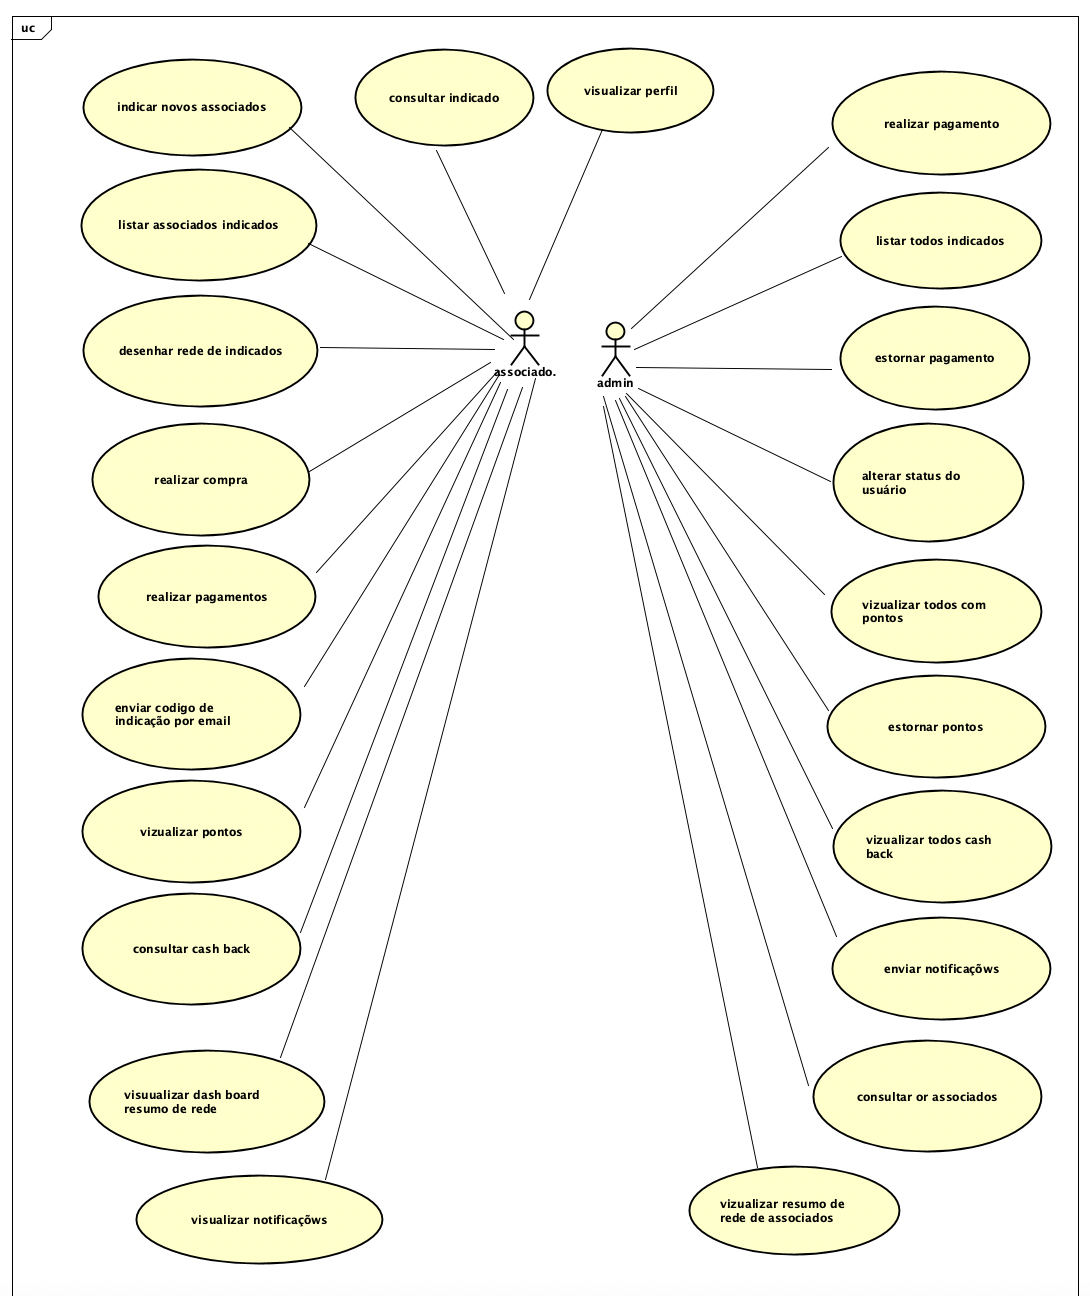 uc
indicar novos associados
consultar indicado
visualizar perfil
realizar pagamento
listar associados indicados
listar todos indicados
desenhar rede de indicados
estornar pagamento
associado.
admin
realizar compra
alterar status do
usuário
realizar pagamentos
vizualizar todos com
pontos
enviar codigo de
indicação por email
estornar pontos
vizualizar pontos
vizualizar todos cash
back
consultar cash back
enviar notificaçõws
visuualizar dash board
resumo de rede
consultar or associados
visualizar notificaçõws
vizualizar resumo de
rede de associados